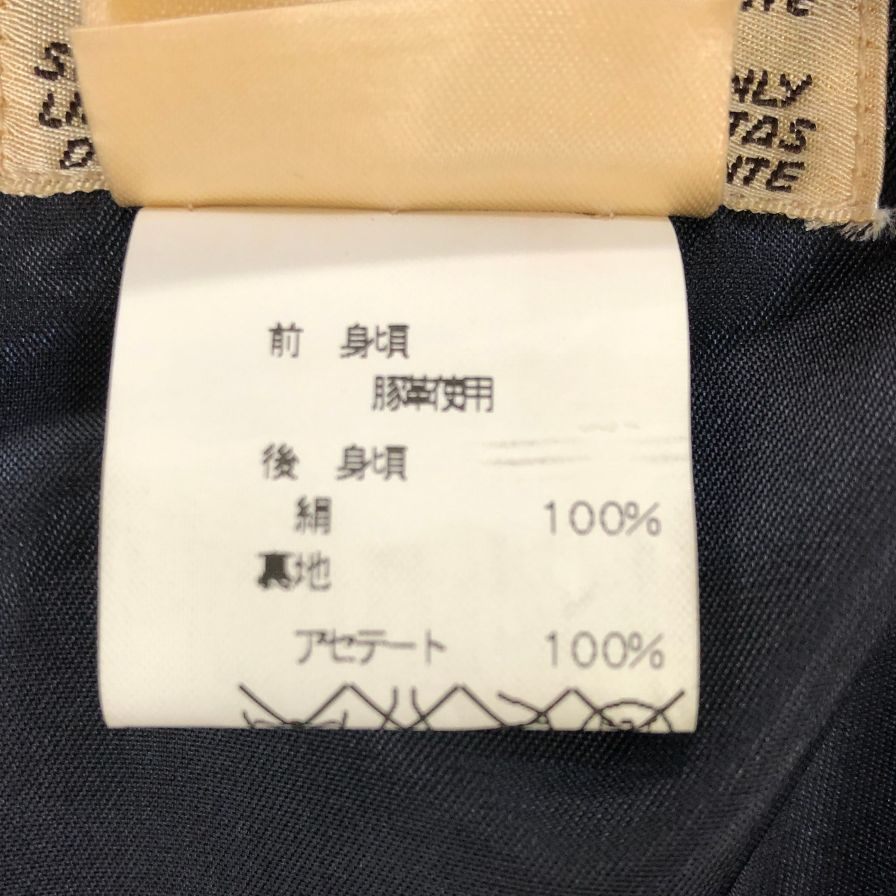 前 身頃
豚革使用
後 身頃
絹 100%
裏地
アセテート 100%